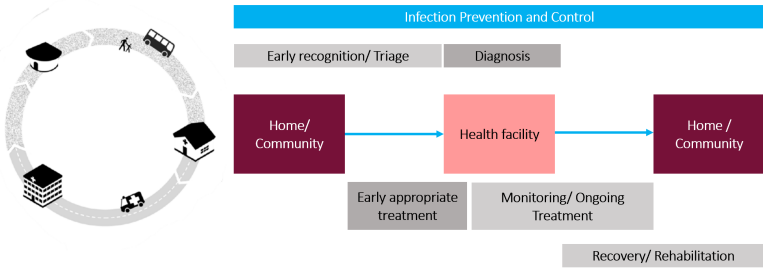 Infection Prevention and Control
Early recognition/ Triage
Diagnosis
Home/
Community
Health facility
Home /
Community
Early appropriate
treatment
Monitoring/ Ongoing
Treatment
Recovery/ Rehabilitation